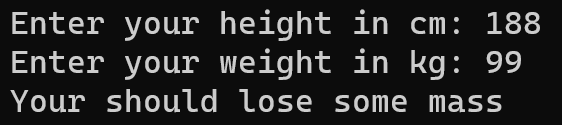 Enter your height in cm: 188
Enter your weight in kg: 99
Your should lose some mass